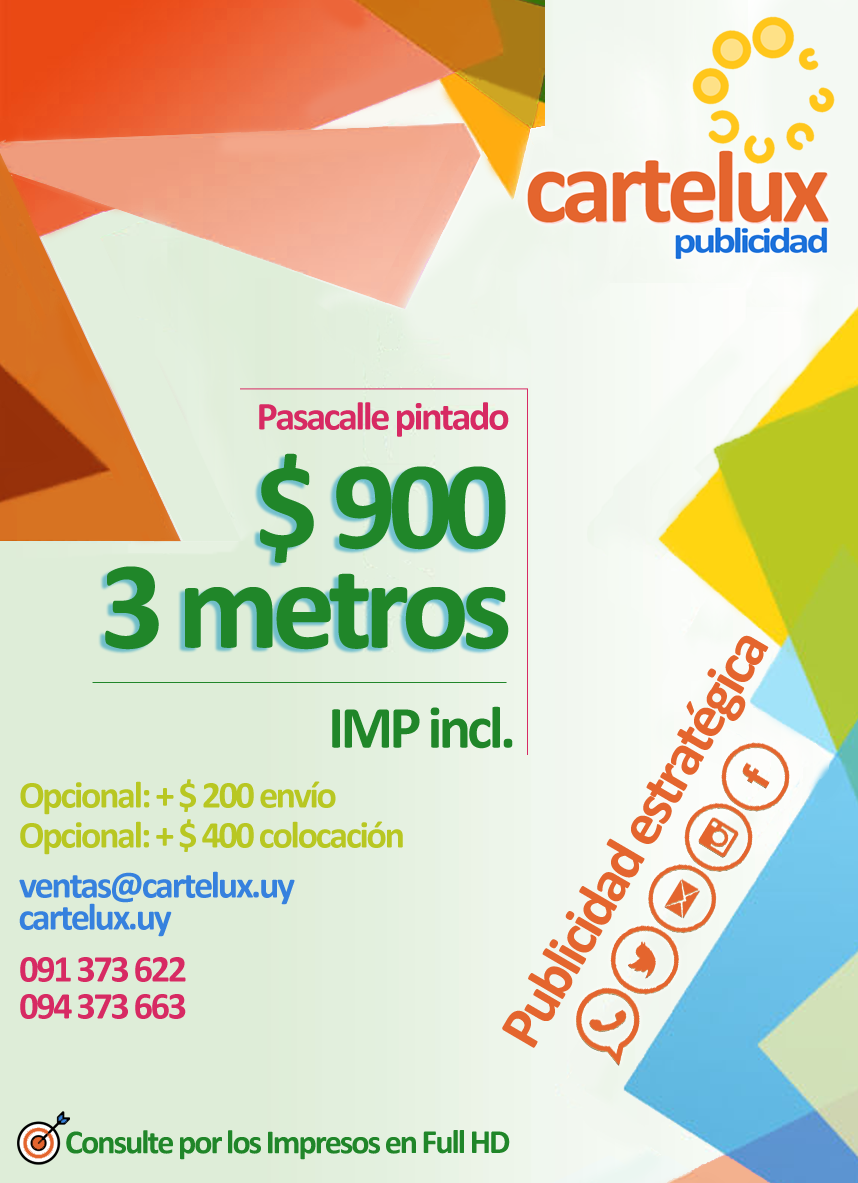 cartelux
publicidad
Pasacalle pintado
$ 900
3 metros
IMP incl.
Opcional: + $ 200 envío
Opcional: + $ 400 colocación
ventas@cartelux.uy
cartelux.uy
091 373 622
094 373 663
Publicidad estratégica
Consulte por los Impresos en Full HD